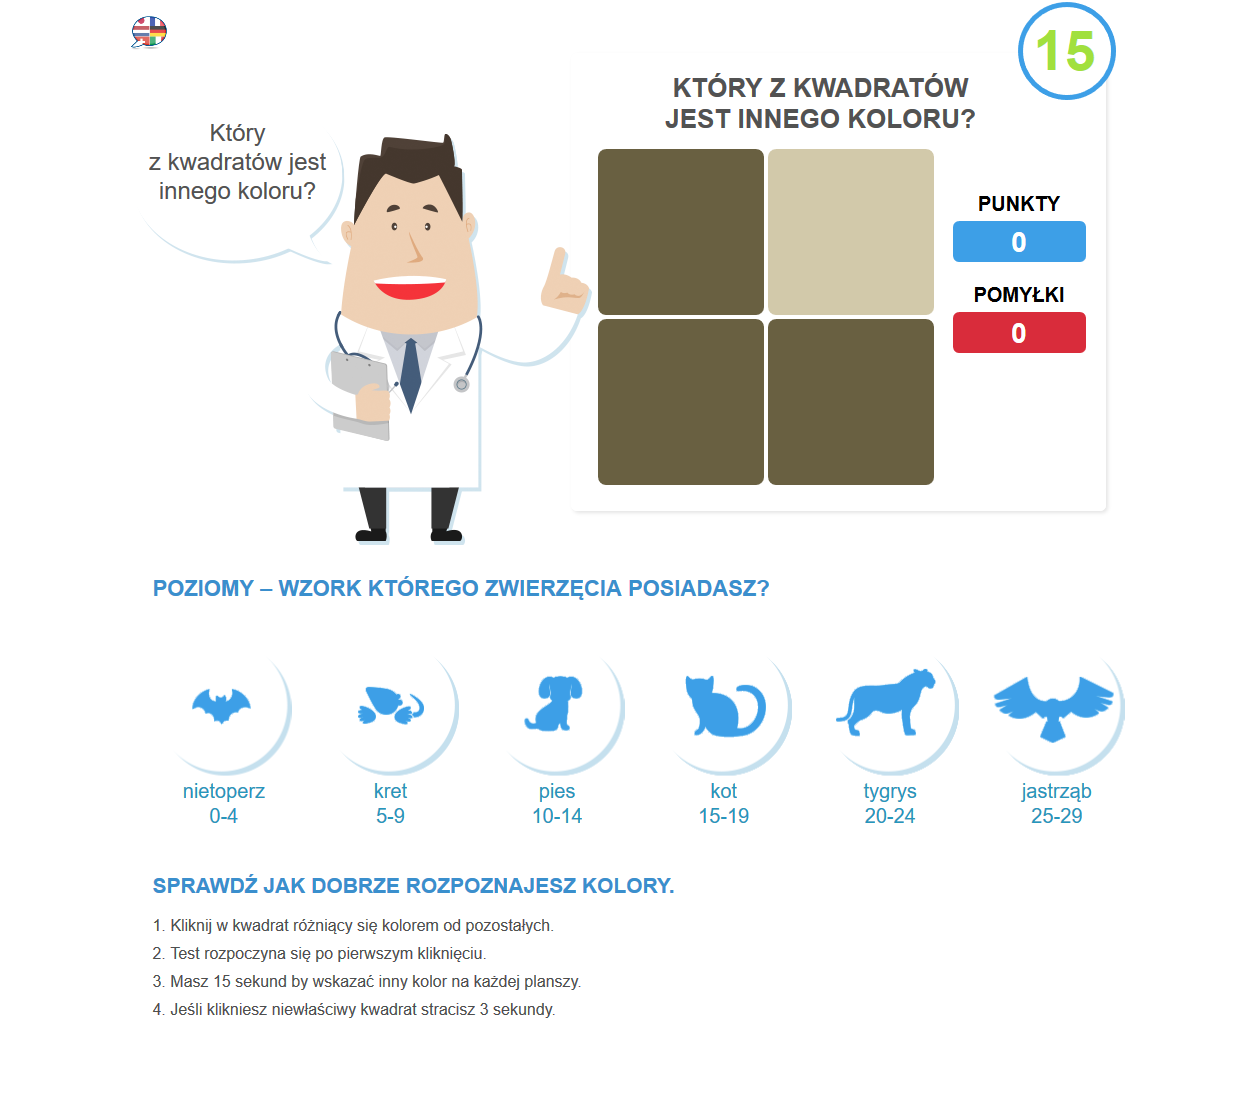 15
KTÓRY Z KWADRATÓW
JEST INNEGO KOLORU?
Który
z kwadratów jest
innego koloru?
PUNKTY
0
POMYŁKI
0
POZIOMY – WZORK KTÓREGO ZWIERZĘCIA POSIADASZ?
nietoperz
0-4
kret
5-9
pies
10-14
kot
15-19
tygrys
20-24
jastrząb
25-29
SPRAWDŹ JAK DOBRZE ROZPOZNAJESZ KOLORY.
1. Kliknij w kwadrat różniący się kolorem od pozostałych.
2. Test rozpoczyna się po pierwszym kliknięciu.
3. Masz 15 sekund by wskazać inny kolor na każdej planszy.
4. Jeśli klikniesz niewłaściwy kwadrat stracisz 3 sekundy.